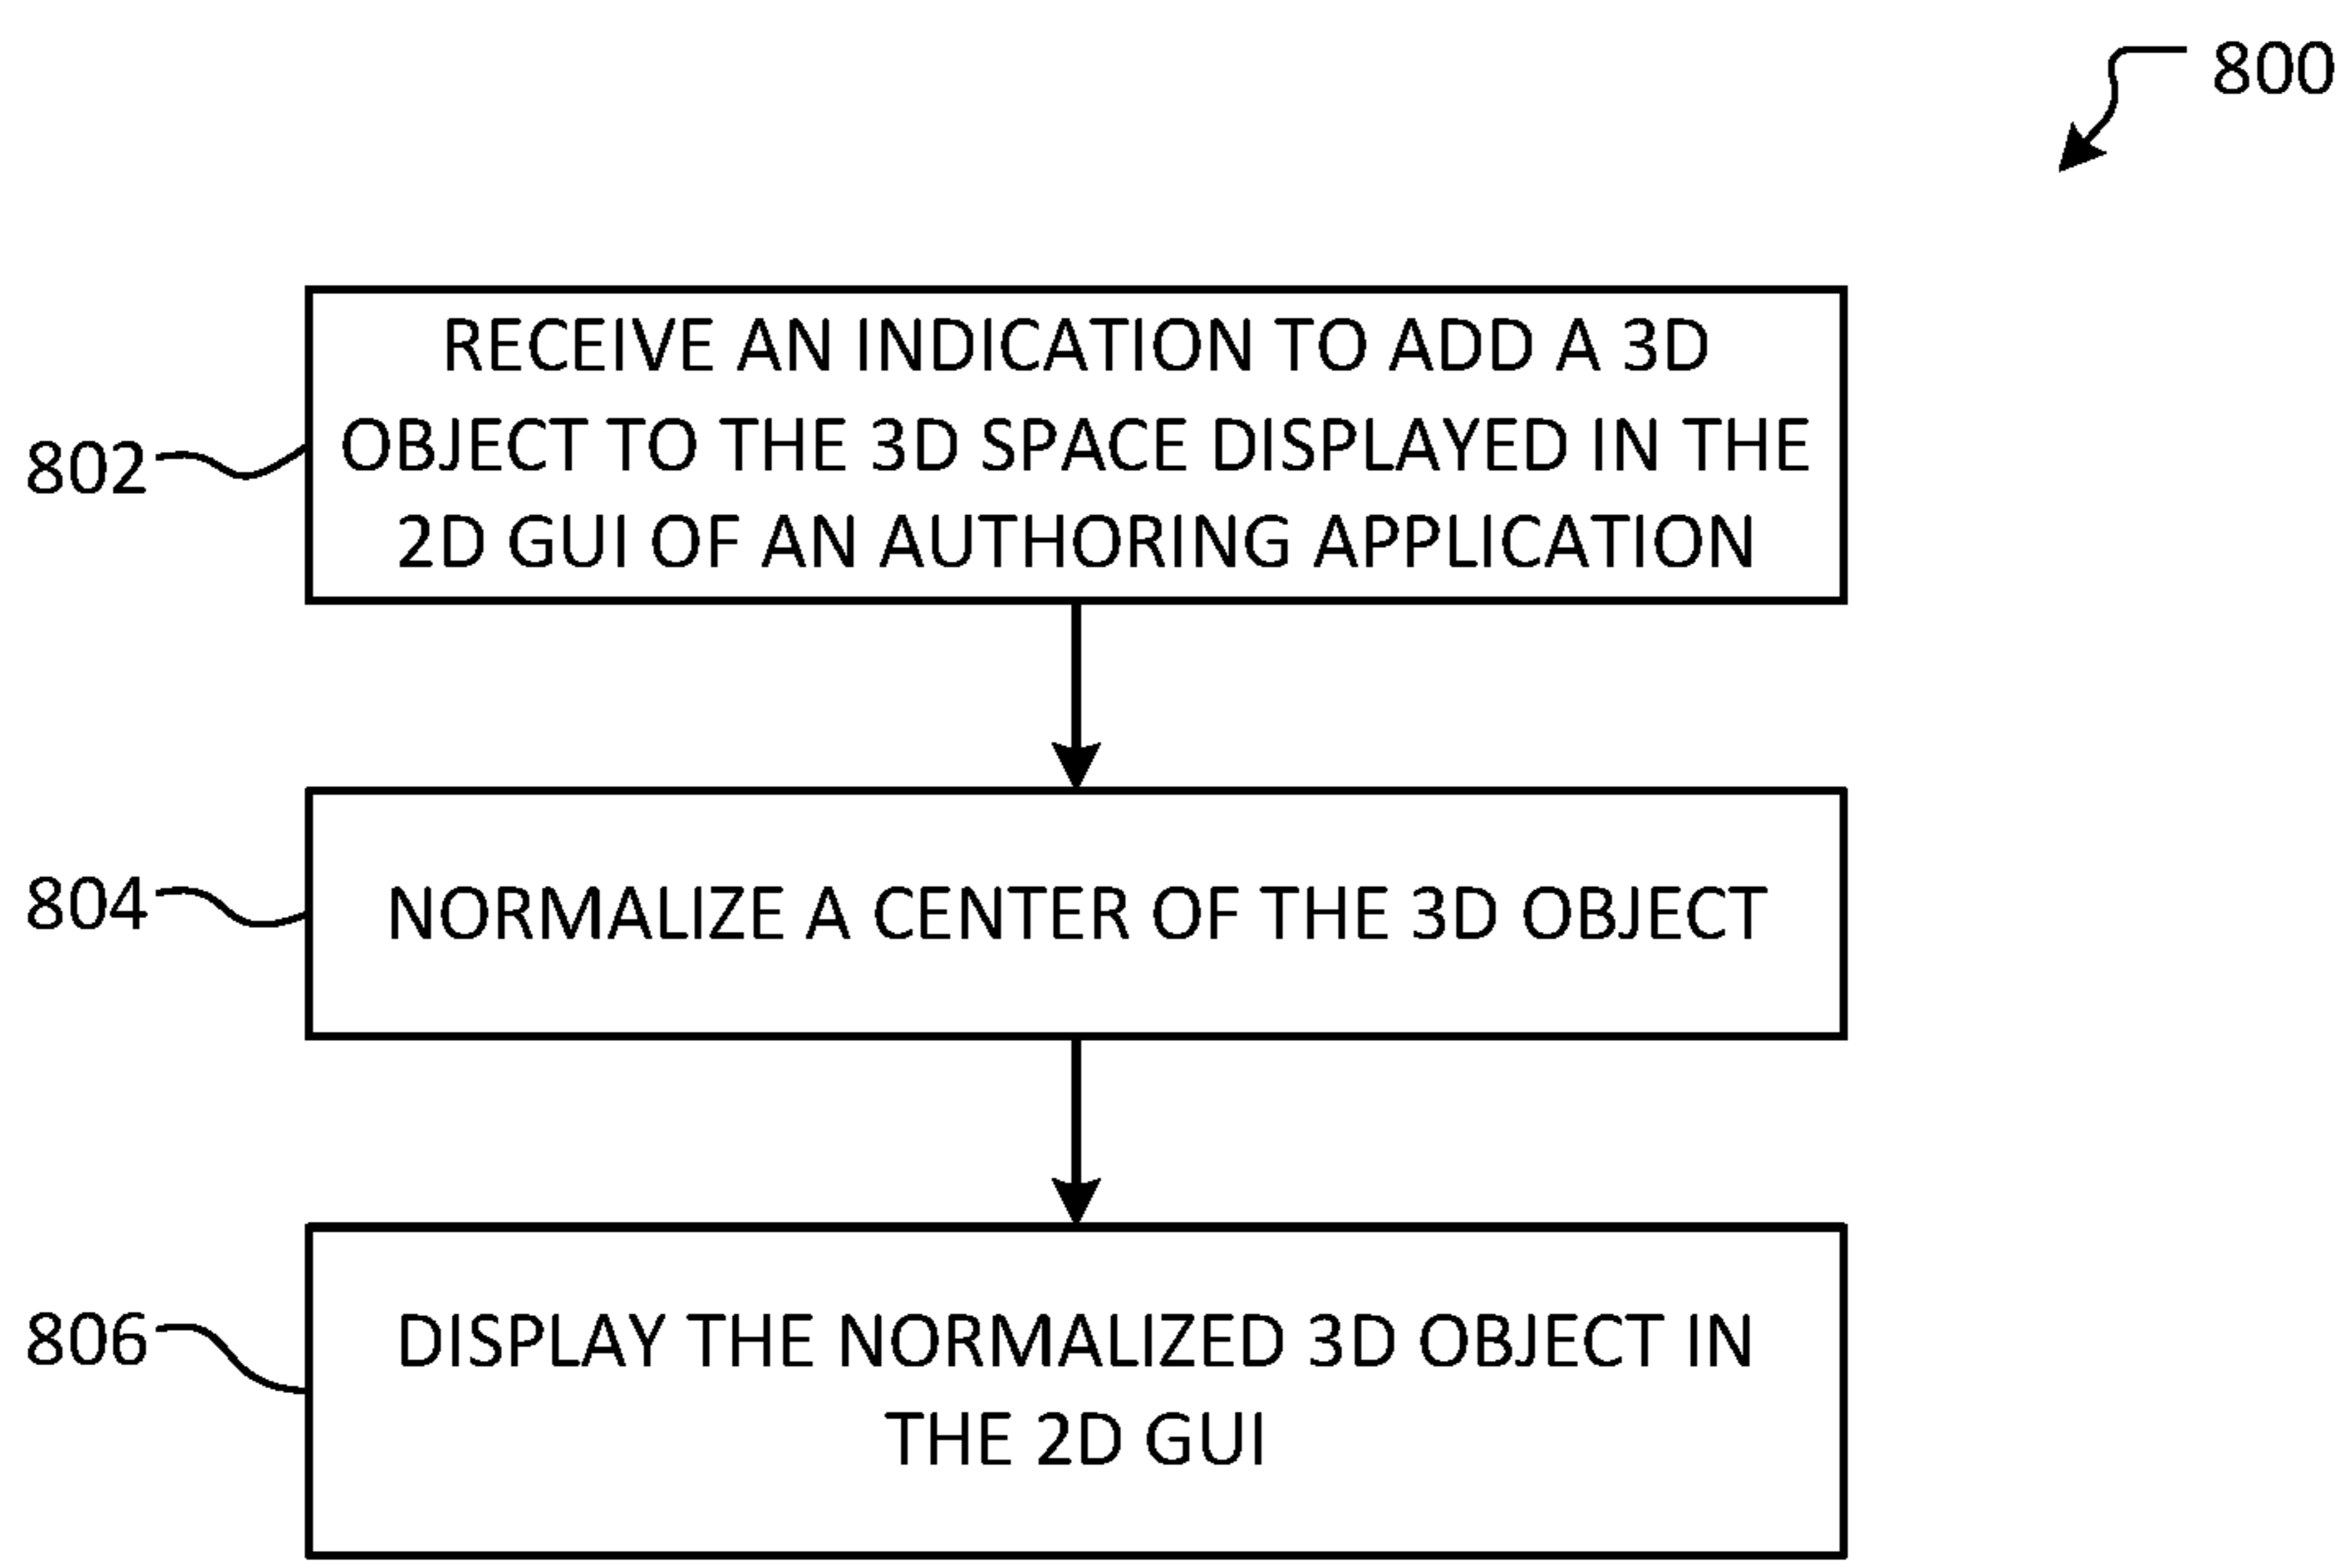 800
802
RECEIVE AN INDICATION TO ADD A 3D
OBJECT TO THE 3D SPACE DISPLAYED IN THE
2D GUI OF AN AUTHORING APPLICATION
804
NORMALIZE A CENTER OF THE 3D OBJECT
806
DISPLAY THE NORMALIZED 3D OBJECT IN
THE 2D GUI